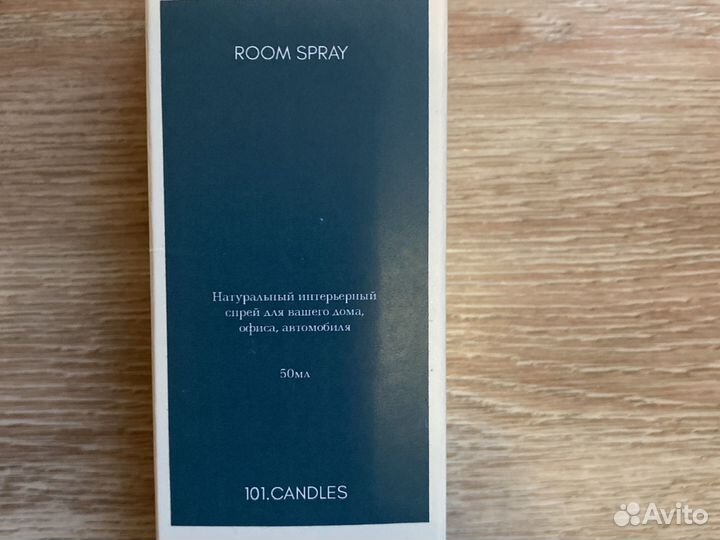 ROOM SPRAY
Натуральный интерьерный
спрей для вашего дома,
офиса, автомобиля
50мл
101.CANDLES
Avito